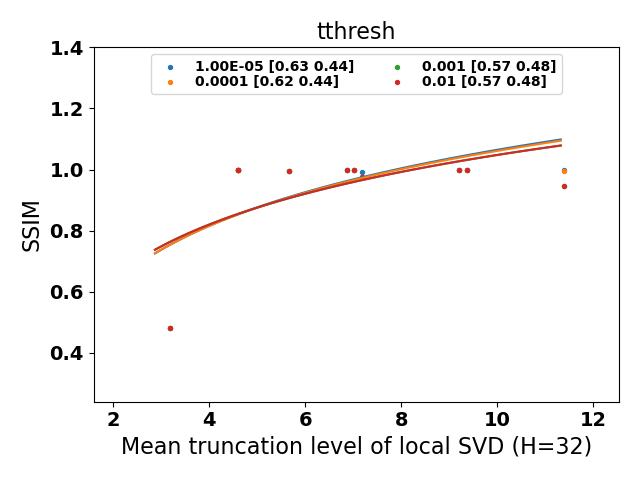 tthresh
1.00E-05 [0.63 0.44]
0.0001 [0.62 0.44]
0.001 [0.57 0.48]
0.01 [0.57 0.48]
SSIM
1.4
1.2
1.0
0.8
0.6
0.4
2 4 6 8 10 12
Mean truncation level of local SVD (H=32)